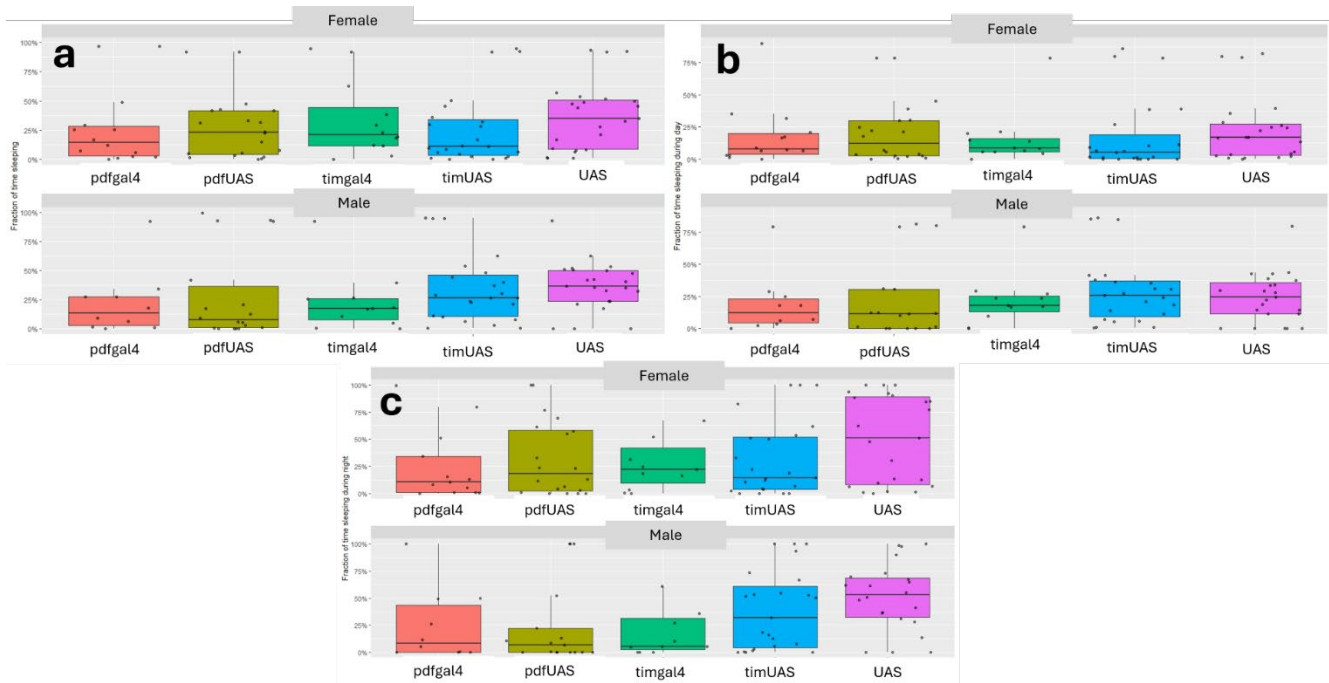 Female
a
Fraction of time sleeping
100%
75%
50%
25%
0%
pdfgal4 pdfUAS timgal4 timUAS UAS
Male
100%
75%
50%
25%
0%
pdfgal4 pdfUAS timgal4 timUAS UAS
Female
b
Fraction of time sleeping during day
75%
50%
25%
0%
pdfgal4 pdfUAS timgal4 timUAS UAS
Male
75%
50%
25%
0%
pdfgal4 pdfUAS timgal4 timUAS UAS
Female
c
Fraction of time sleeping during night
100%
75%
50%
25%
0%
pdfgal4 pdfUAS timgal4 timUAS UAS
Male
100%
75%
50%
25%
0%
pdfgal4 pdfUAS timgal4 timUAS UAS